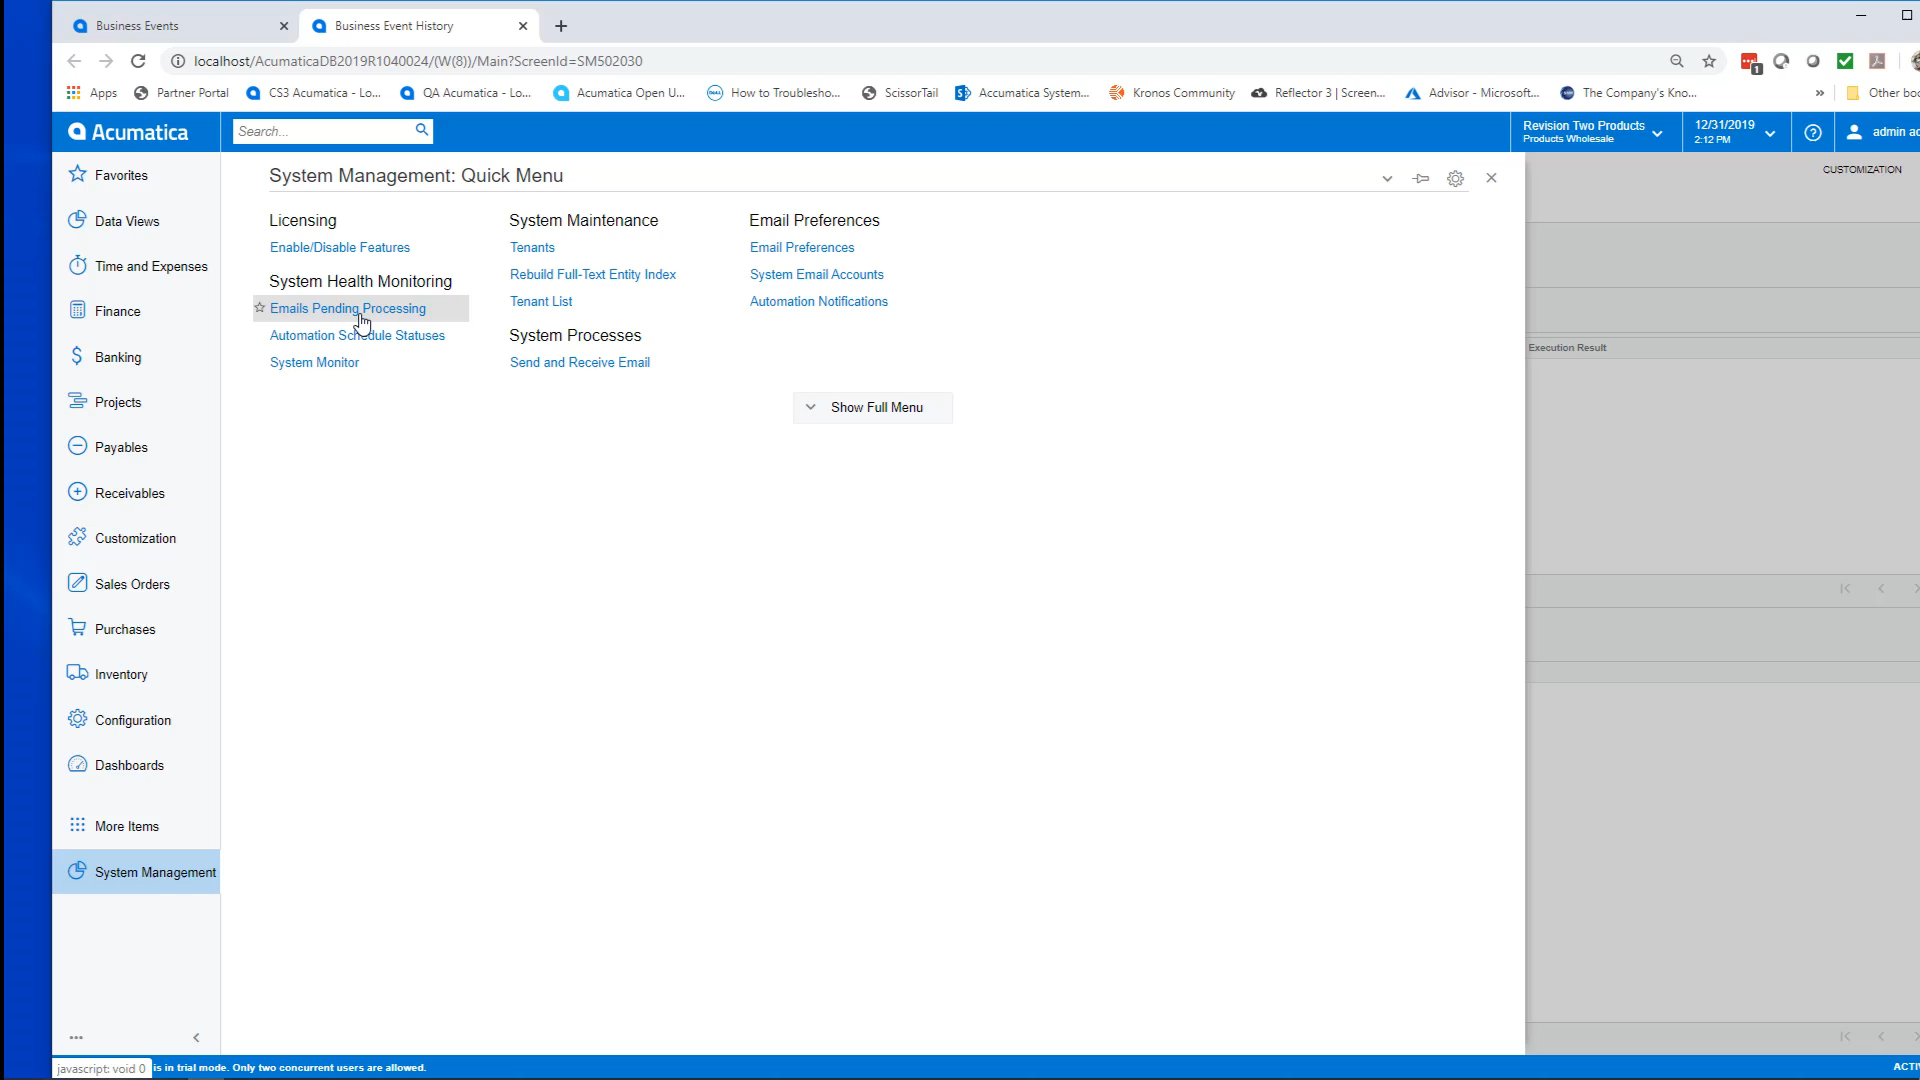 Business Events
Business Event History
localhost/AcumaticaDB2019R1040024/(W(8))/Main?ScreenId=SM502030
1
Apps
Partner Portal
CS3 Acumatica - Lo...
QA Acumatica - Lo...
Acumatica Open U...
How to Troublesho...
ScissorTail
Accumatica System...
Kronos Community
Reflector 3 | Screen...
Advisor - Microsoft...
The Company's Kno...
»
Other boo
Acumatica
Search...
Revision Two Products
Products Wholesale
12/31/2019
2:12 PM
admin ad
CUSTOMIZATION
Favorites
Data Views
Time and Expenses
Finance
Banking
Projects
Payables
Receivables
Customization
Sales Orders
Purchases
Inventory
Configuration
Dashboards
More Items
System Management
System Management: Quick Menu
Licensing
Enable/Disable Features
System Health Monitoring
Emails Pending Processing
Automation Schedule Statuses
System Monitor
System Maintenance
Tenants
Rebuild Full-Text Entity Index
Tenant List
System Processes
Send and Receive Email
Email Preferences
Email Preferences
System Email Accounts
Automation Notifications
Show Full Menu
Execution Result
javascript: void 0
is in trial mode. Only two concurrent users are allowed.
ACTI